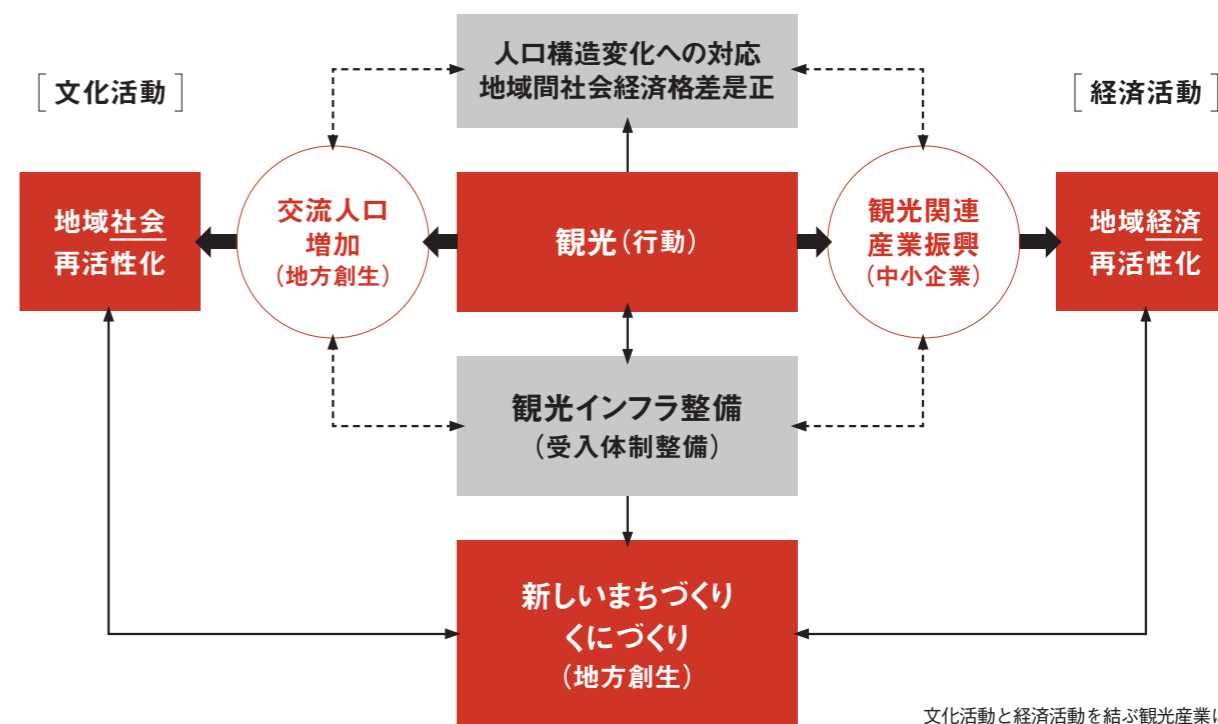 人口構造変化への対応
地域間社会経済格差是正
[文化活動]
[経済活動]
地域社会
再活性化
交流人口
増加
(地方創生)
観光(行動)
観光関連
産業振興
(中小企業)
地域経済
再活性化
観光インフラ整備
(受入体制整備)
新しいまちづくり
くにづくり
(地方創生)
文化活動と経済活動を結ぶ観光産業